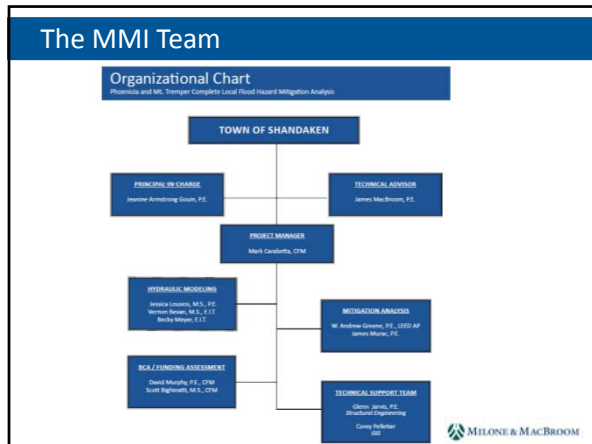 The MMI Team
Organizational Chart
Phoenicia and Mt. Tremper Complete Local Flood Hazard Mitigation Analysis
TOWN OF SHANDAKEN
PRINCIPAL-IN-CHARGE
Jeanine Armstrong Gouin, P.E.
TECHNICAL ADVISOR
James MacBroom, P.E.
PROJECT MANAGER
Mark Carabetta, CFM
HYDRAULIC MODELING
Jessica Louisos, M.S., P.E.
Vernon Bevan, M.S., E.I.T.
Becky Meyer, E.I.T.
MITIGATION ANALYSIS
W. Andrew Greene, P.E., LEED AP
James Murac, P.E.
BCA / FUNDING ASSESSMENT
David Murphy, P.E., CFM
Scott Bighinatti, M.S., CFM
TECHNICAL SUPPORT TEAM
Glenn Jarvis, P.E.
Structural Engineering
Corey Pelletier
GIS
MILONE & MACBROOM